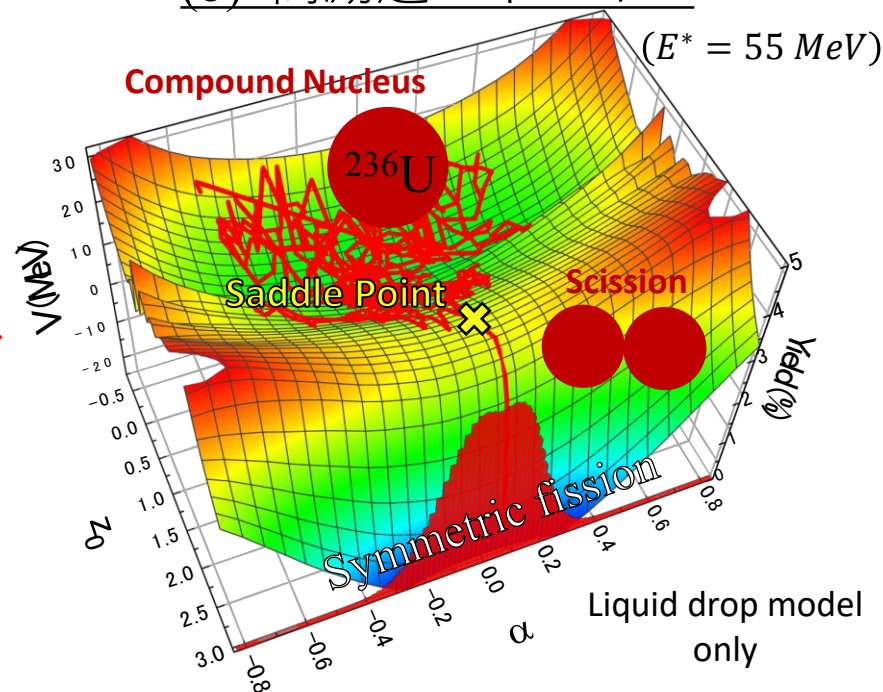 (E* = 55 MeV)
Compound Nucleus
²³⁶U
Saddle Point
Scission
Symmetric fission
V(MeV)
30
20
10
0
-10
-20
-0.5
0.0
0.5
1.0
1.5
2.0
2.5
3.0
z₀
-0.8
-0.6
-0.4
-0.2
0.0
0.2
0.4
0.6
0.8
α
5
4
3
2
1
0
Yield(%)
Liquid drop model
only